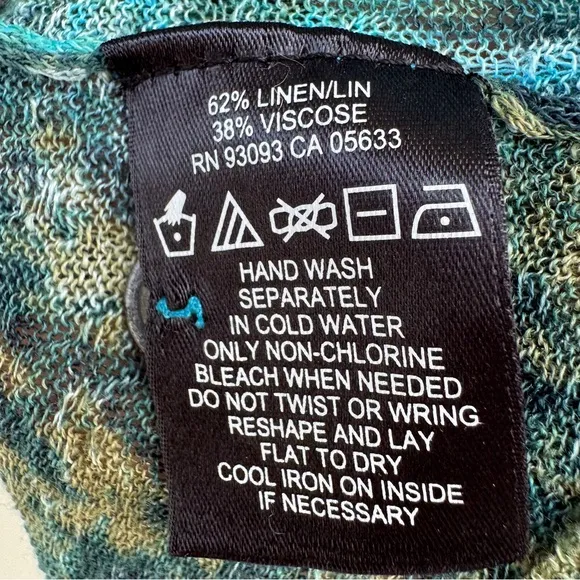 62% LINEN/LIN
38% VISCOSE
RN 93093 CA 05633
HAND WASH
SEPARATELY
IN COLD WATER
ONLY NON-CHLORINE
BLEACH WHEN NEEDED
DO NOT TWIST OR WRING
RESHAPE AND LAY
FLAT TO DRY
COOL IRON ON INSIDE
IF NECESSARY